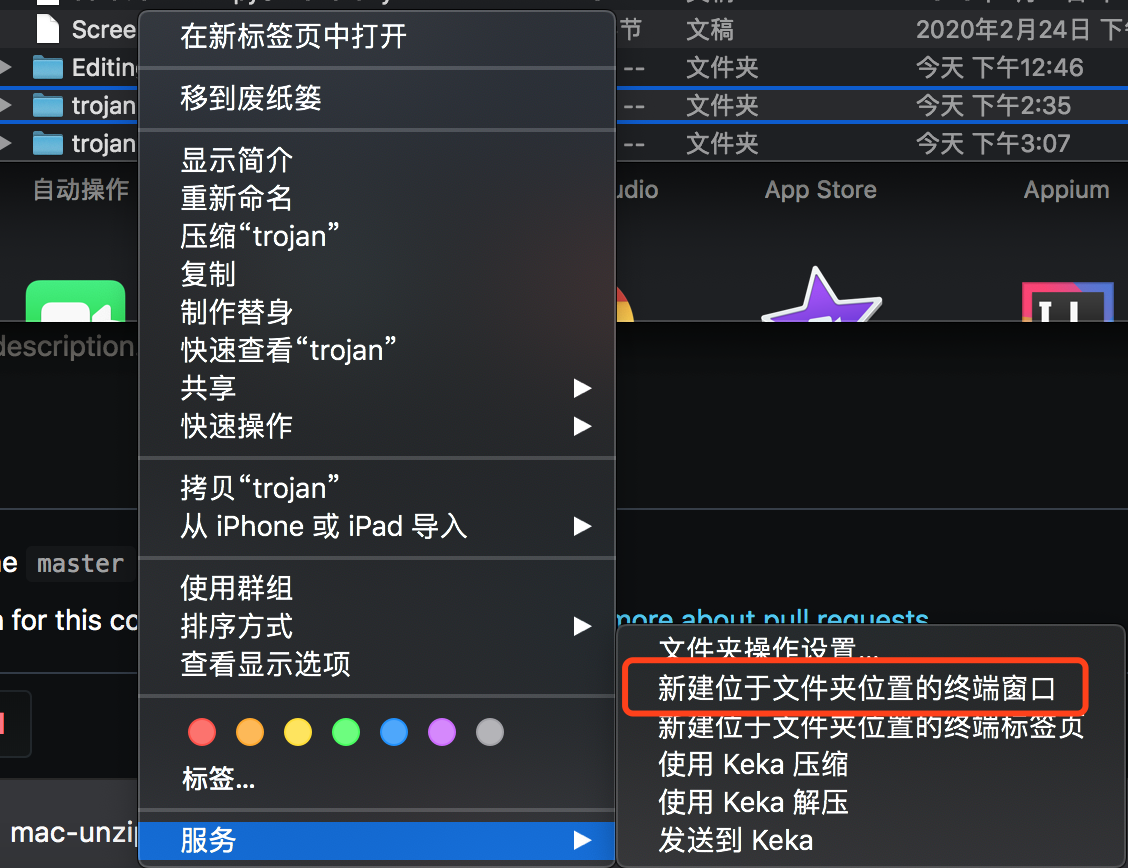 Scree
节 文稿 2020年2月24日 下午
Editing
-- 文件夹 今天 下午12:46
trojan
-- 文件夹 今天 下午2:35
trojan
-- 文件夹 今天 下午3:07
自动操作
udio
App Store
Appium
description
master
for this co
more about pull requests
mac-unzip
在新标签页中打开
移到废纸篓
显示简介
重新命名
压缩“trojan”
复制
制作替身
快速查看“trojan”
共享
快速操作
拷贝“trojan”
从 iPhone 或 iPad 导入
使用群组
排序方式
查看显示选项
标签...
服务
文件夹操作设置...
新建位于文件夹位置的终端窗口
新建位于文件夹位置的终端标签页
使用 Keka 压缩
使用 Keka 解压
发送到 Keka